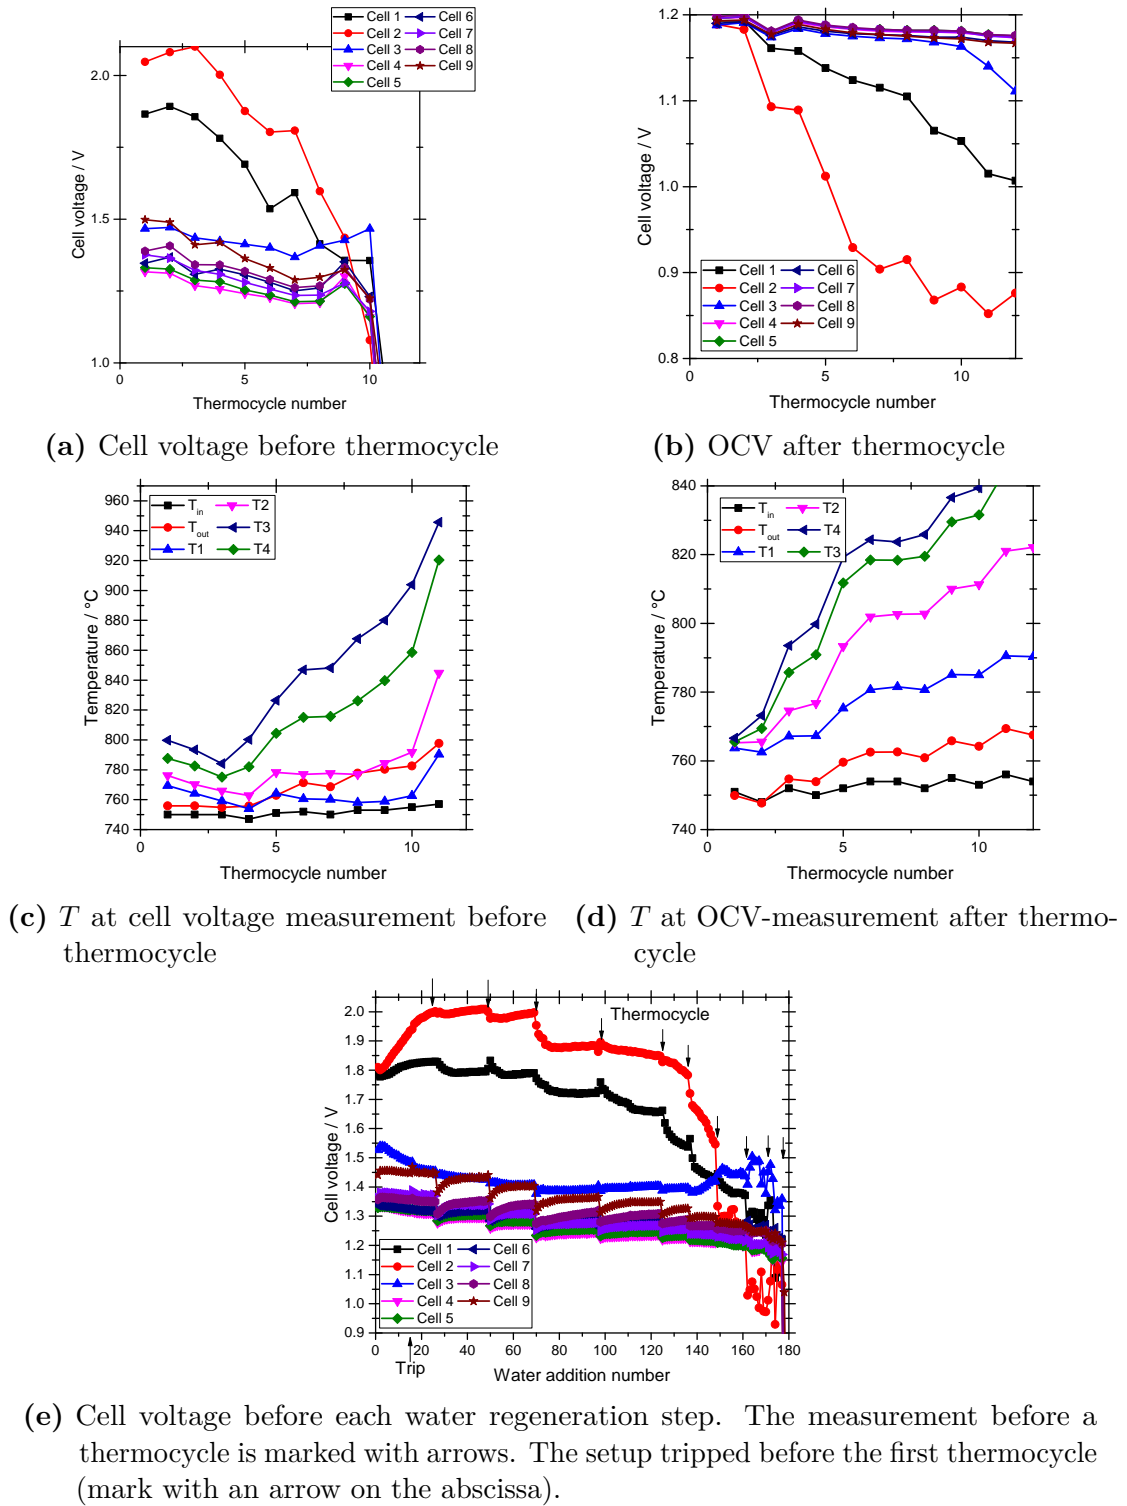 Cell 1 Cell 6
Cell 2 Cell 7
Cell 3 Cell 8
Cell 4 Cell 9
Cell 5
2.0
1.5
1.0
0 5 10
Cell voltage / V
Thermocycle number
(a) Cell voltage before thermocycle
1.2
1.1
1.0
0.9
0.8
0 5 10
Cell voltage / V
Cell 1 Cell 6
Cell 2 Cell 7
Cell 3 Cell 8
Cell 4 Cell 9
Cell 5
Thermocycle number
(b) OCV after thermocycle
960
940
920
900
880
860
840
820
800
780
760
740
0 5 10
Temperature / °C
T_in T2
T_out T3
T1 T4
Thermocycle number
(c) T at cell voltage measurement before
thermocycle
840
820
800
780
760
740
0 5 10
Temperature / °C
T_in T2
T_out T4
T1 T3
Thermocycle number
(d) T at OCV-measurement after thermo-
cycle
2.0
1.9
1.8
1.7
1.6
1.5
1.4
1.3
1.2
1.1
1.0
0.9
Cell voltage / V
Thermocycle
Cell 1 Cell 6
Cell 2 Cell 7
Cell 3 Cell 8
Cell 4 Cell 9
Cell 5
0 20 40 60 80 100 120 140 160 180
Trip
Water addition number
(e) Cell voltage before each water regeneration step. The measurement before a
thermocycle is marked with arrows. The setup tripped before the first thermocycle
(mark with an arrow on the abscissa).